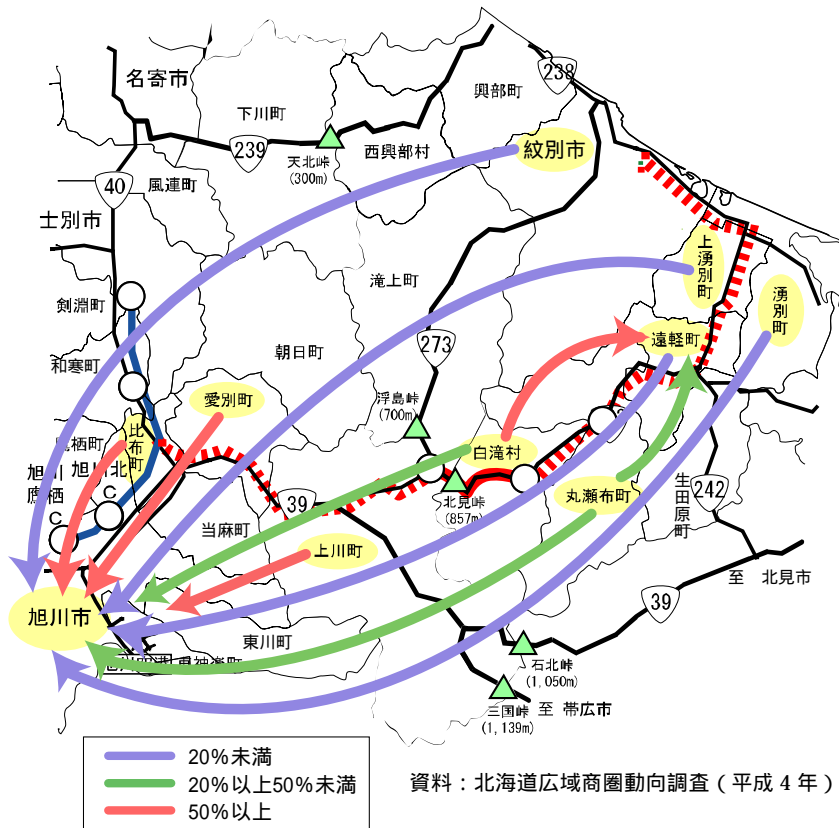 238
興部町
名寄市
下川町
239
天北峠
(300m)
西興部村
紋別市
40
風連町
士別市
上湧別町
湧別町
滝上町
剣淵町
朝日町
遠軽町
273
和寒町
浮島峠
(700m)
愛別町
比布町
白滝村
旭川北
旭川
鷹栖
C
C
北見峠
(857m)
丸瀬布町
生田原町
242
39
当麻町
上川町
至 北見市
39
旭川市
東川町
石北峠
(1,050m)
三国峠
(1,139m)
至 帯広市
20%未満
20%以上50%未満
50%以上
資料：北海道広域商圏動向調査（平成４年）